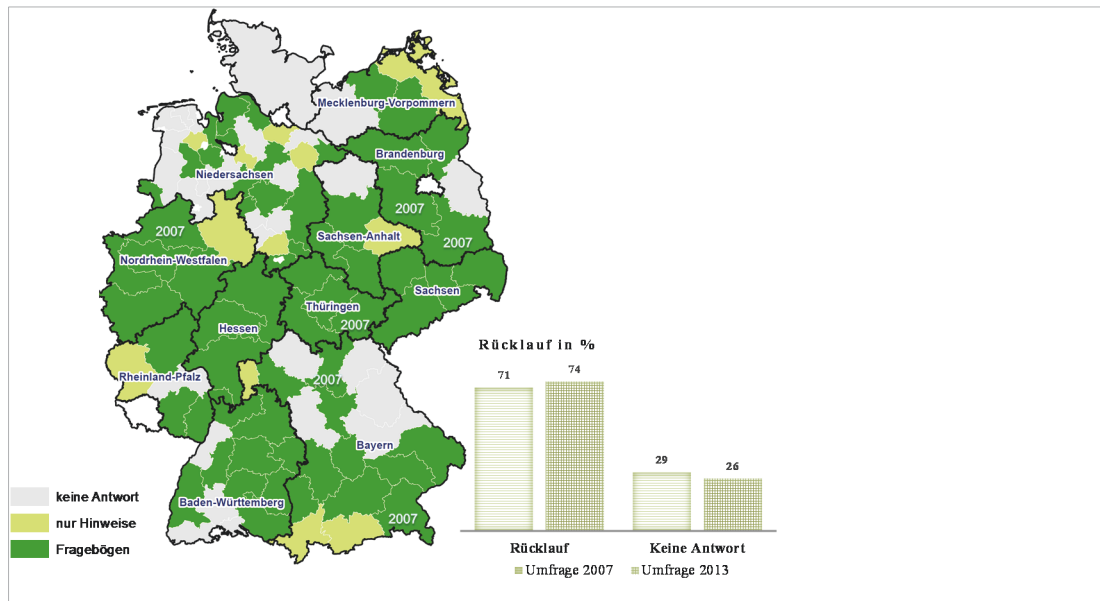 Mecklenburg-Vorpommern
Brandenburg
Niedersachsen
2007
2007
Sachsen-Anhalt
2007
Nordrhein-Westfalen
Sachsen
Thüringen
2007
Hessen
Rheinland-Pfalz
2007
Bayern
Baden-Württemberg
2007
keine Antwort
nur Hinweise
Fragebögen
Rücklauf in %
71
74
29
26
Rücklauf
Keine Antwort
Umfrage 2007
Umfrage 2013